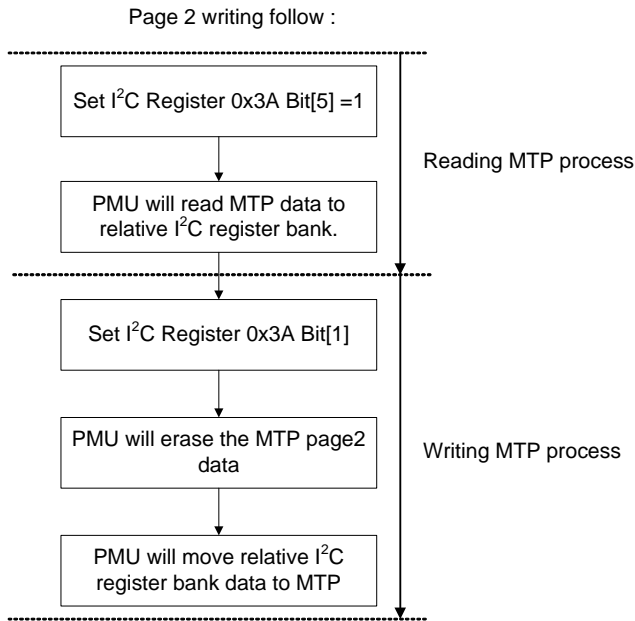 Page 2 writing follow :
Set I²C Register 0x3A Bit[5] =1
Reading MTP process
PMU will read MTP data to
relative I²C register bank.
Set I²C Register 0x3A Bit[1]
PMU will erase the MTP page2
data
Writing MTP process
PMU will move relative I²C
register bank data to MTP